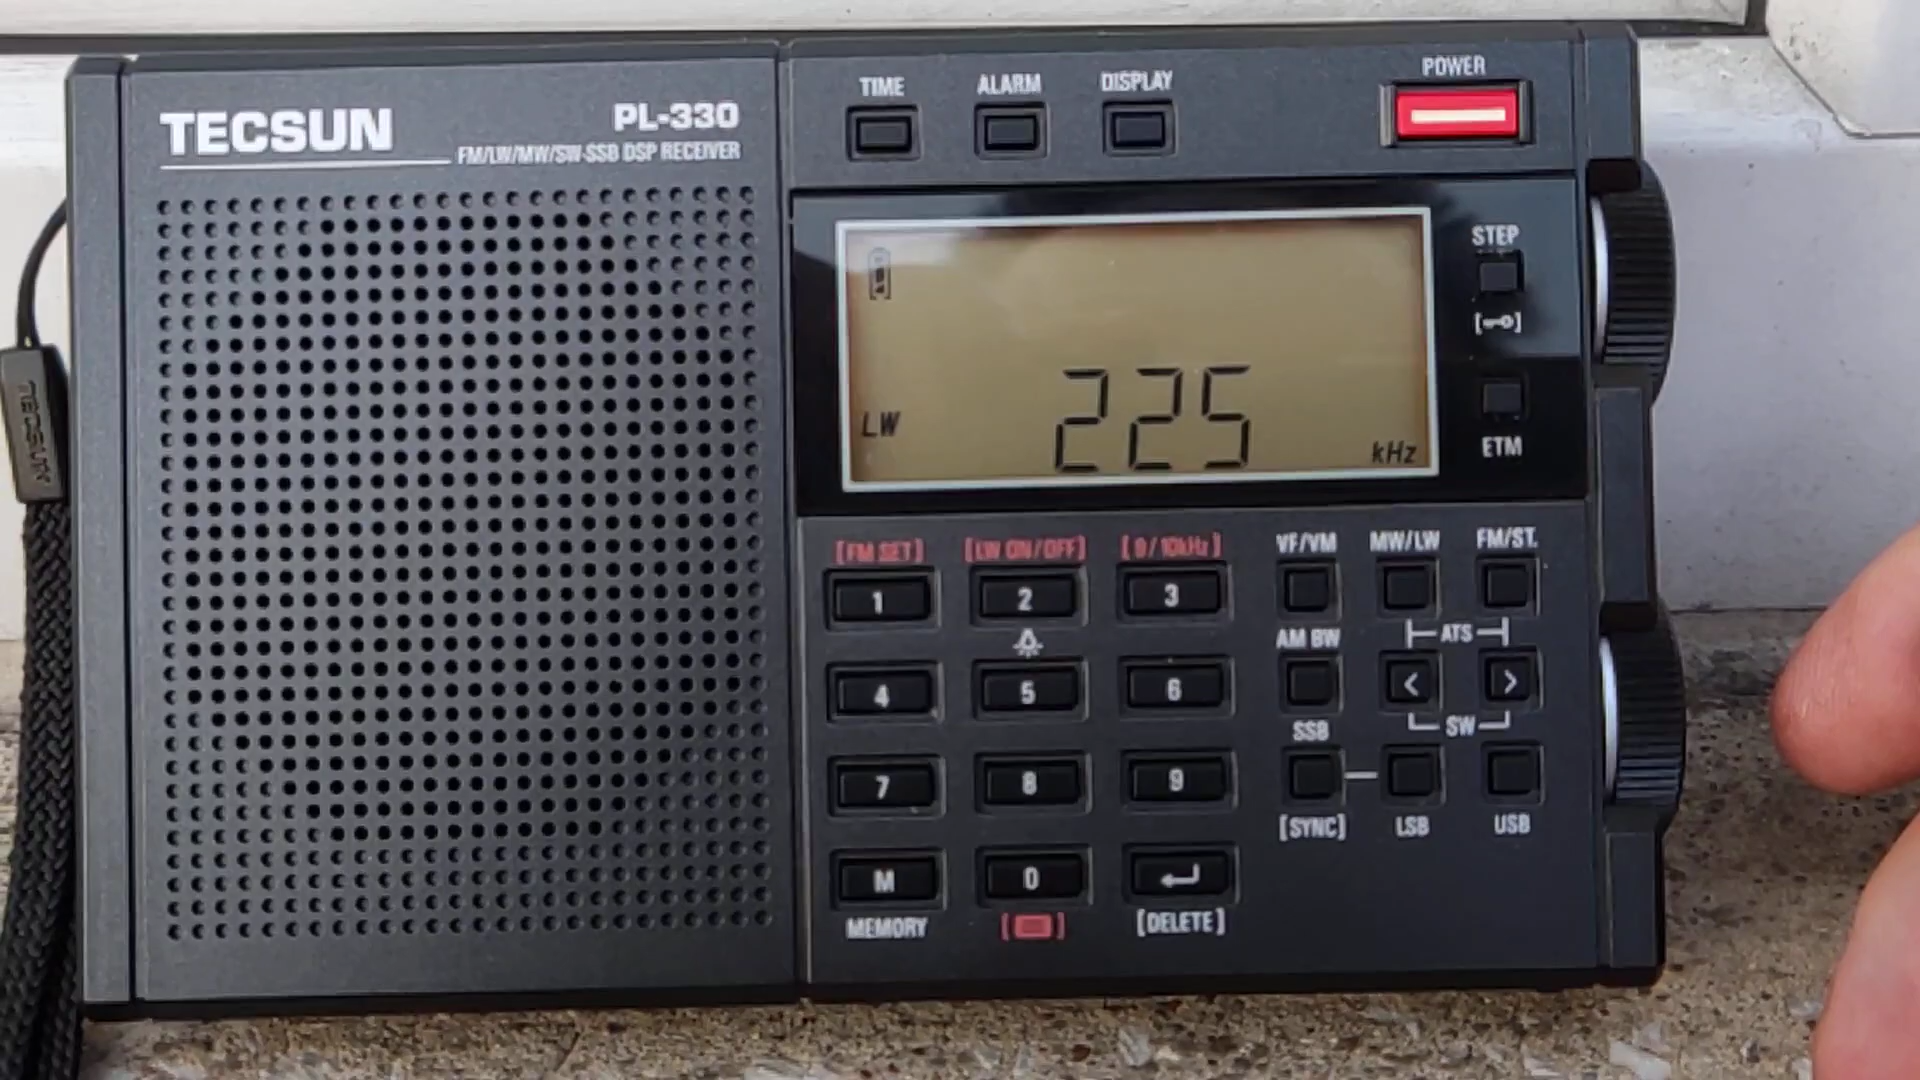 TECSUN
PL-330
FM/LW/MW/SW-SSB DSP RECEIVER
TIME
ALARM
DISPLAY
POWER
STEP
ETM
LW
225
kHz
[FM SET]
[LW ON/OFF]
[9/10kHz]
VF/VM
MW/LW
FM/ST.
1
2
3
ATS
AM BW
4
5
6
<
>
SW
SSB
7
8
9
[SYNC]
LSB
USB
M
0
MEMORY
[DELETE]
TECSUN